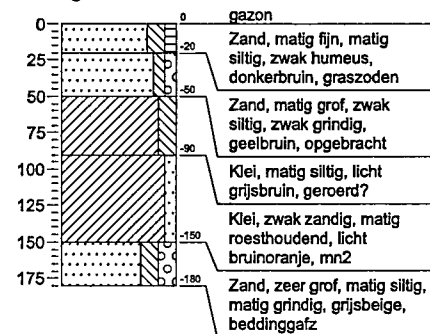 0
25
50
75
100
125
150
175
0
-20
-50
-90
-150
-180
gazon
Zand, matig fijn, matig
siltig, zwak humeus,
donkerbruin, graszoden
Zand, matig grof, zwak
siltig, zwak grindig,
geelbruin, opgebracht
Klei, matig siltig, licht
grijsbruin, geroerd?
Klei, zwak zandig, matig
roesthoudend, licht
bruinoranje, mn2
Zand, zeer grof, matig siltig,
matig grindig, grijsbeige,
beddinggafz